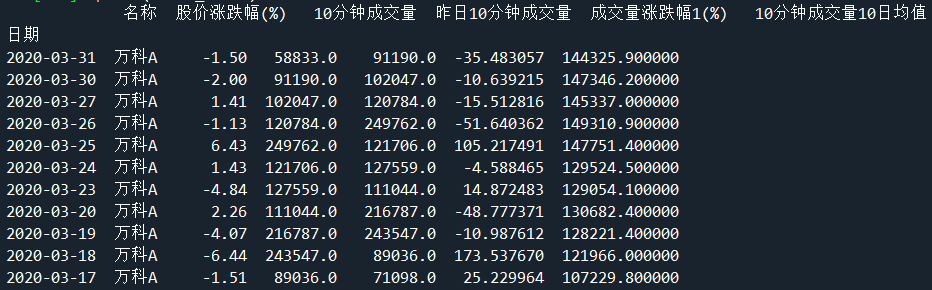 名称 股价涨跌幅(%) 10分钟成交量 昨日10分钟成交量 成交量涨跌幅1(%) 10分钟成交量10日均值
日期
2020-03-31 万科A -1.50 58833.0 91190.0 -35.483057 144325.900000
2020-03-30 万科A -2.00 91190.0 102047.0 -10.639215 147346.200000
2020-03-27 万科A 1.41 102047.0 120784.0 -15.512816 145337.000000
2020-03-26 万科A -1.13 120784.0 249762.0 -51.640362 149310.900000
2020-03-25 万科A 6.43 249762.0 121706.0 105.217491 147751.400000
2020-03-24 万科A 1.43 121706.0 127559.0 -4.588465 129524.500000
2020-03-23 万科A -4.84 127559.0 111044.0 14.872483 129054.100000
2020-03-20 万科A 2.26 111044.0 216787.0 -48.777371 130682.400000
2020-03-19 万科A -4.07 216787.0 243547.0 -10.987612 128221.400000
2020-03-18 万科A -6.44 243547.0 89036.0 173.537670 121966.000000
2020-03-17 万科A -1.51 89036.0 71098.0 25.229964 107229.800000